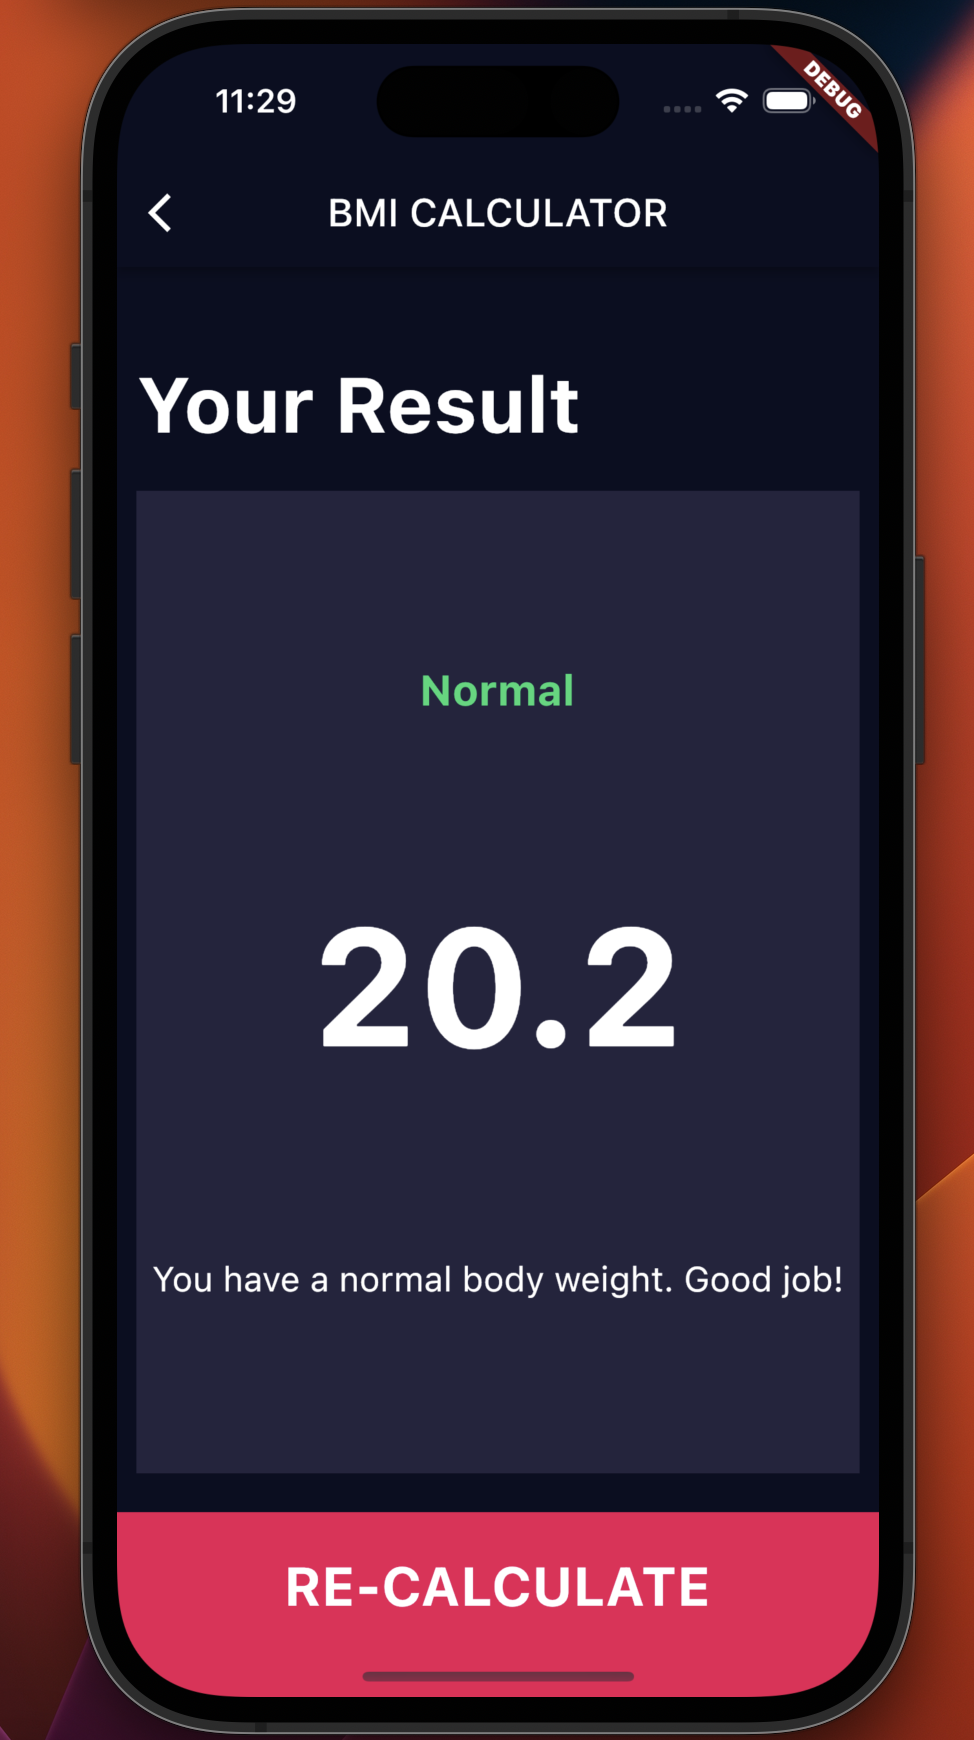 11:29
DEBUG
BMI CALCULATOR
Your Result
Normal
20.2
You have a normal body weight. Good job!
RE-CALCULATE